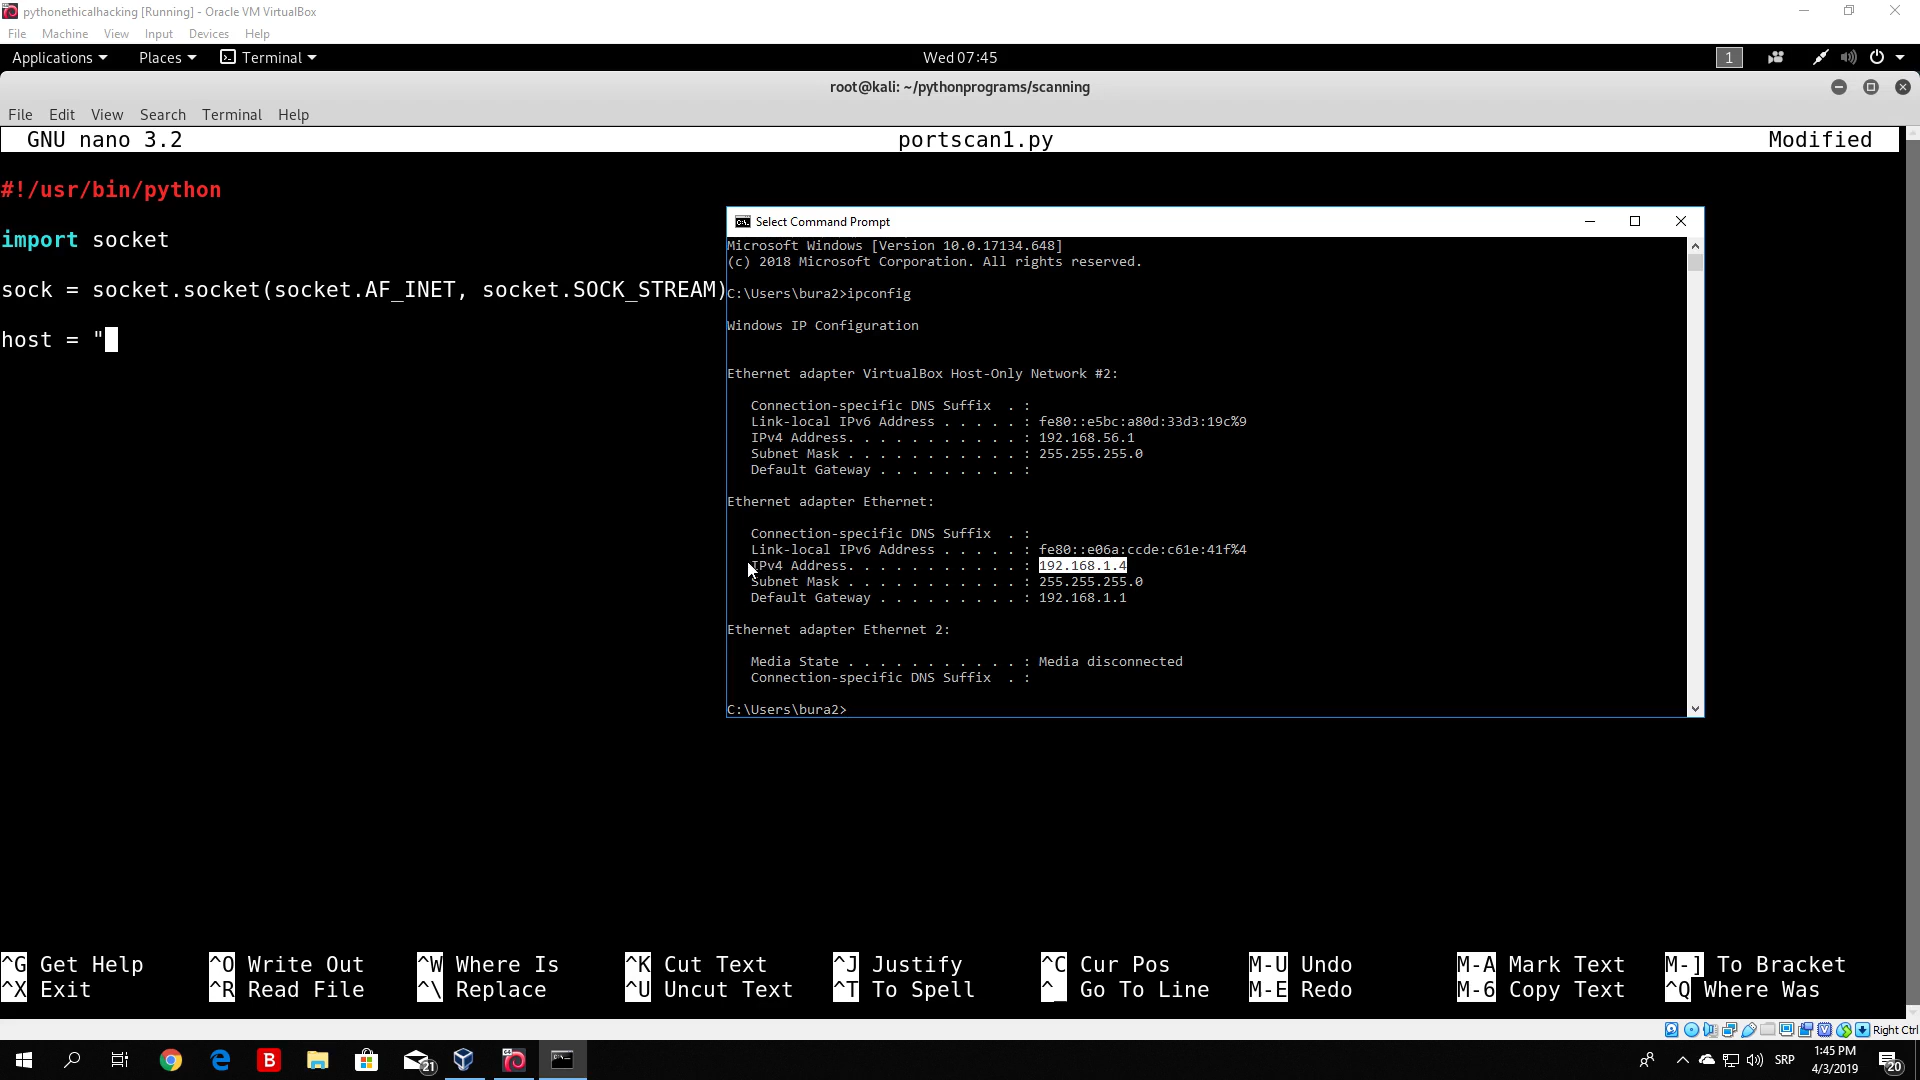 pythonethicalhacking [Running] - Oracle VM VirtualBox
File Machine View Input Devices Help
Applications Places Terminal Wed 07:45 1
root@kali: ~/pythonprograms/scanning
File Edit View Search Terminal Help
GNU nano 3.2 portscan1.py Modified
#!/usr/bin/python
import socket
sock = socket.socket(socket.AF_INET, socket.SOCK_STREAM)
host = "
Select Command Prompt
Microsoft Windows [Version 10.0.17134.648]
(c) 2018 Microsoft Corporation. All rights reserved.
C:\Users\bura2>ipconfig
Windows IP Configuration
Ethernet adapter VirtualBox Host-Only Network #2:
Connection-specific DNS Suffix . :
Link-local IPv6 Address . . . . . : fe80::e5bc:a80d:33d3:19c%9
IPv4 Address. . . . . . . . . . . : 192.168.56.1
Subnet Mask . . . . . . . . . . . : 255.255.255.0
Default Gateway . . . . . . . . . :
Ethernet adapter Ethernet:
Connection-specific DNS Suffix . :
Link-local IPv6 Address . . . . . : fe80::e06a:ccde:c61e:41f%4
IPv4 Address. . . . . . . . . . . : 192.168.1.4
Subnet Mask . . . . . . . . . . . : 255.255.255.0
Default Gateway . . . . . . . . . : 192.168.1.1
Ethernet adapter Ethernet 2:
Media State . . . . . . . . . . . : Media disconnected
Connection-specific DNS Suffix . :
C:\Users\bura2>
^G Get Help ^O Write Out ^W Where Is ^K Cut Text ^J Justify ^C Cur Pos M-U Undo M-A Mark Text M-] To Bracket
^X Exit ^R Read File ^\ Replace ^U Uncut Text ^T To Spell ^_ Go To Line M-E Redo M-6 Copy Text ^Q Where Was
Right Ctrl
21 SRP 1:45 PM 20
4/3/2019